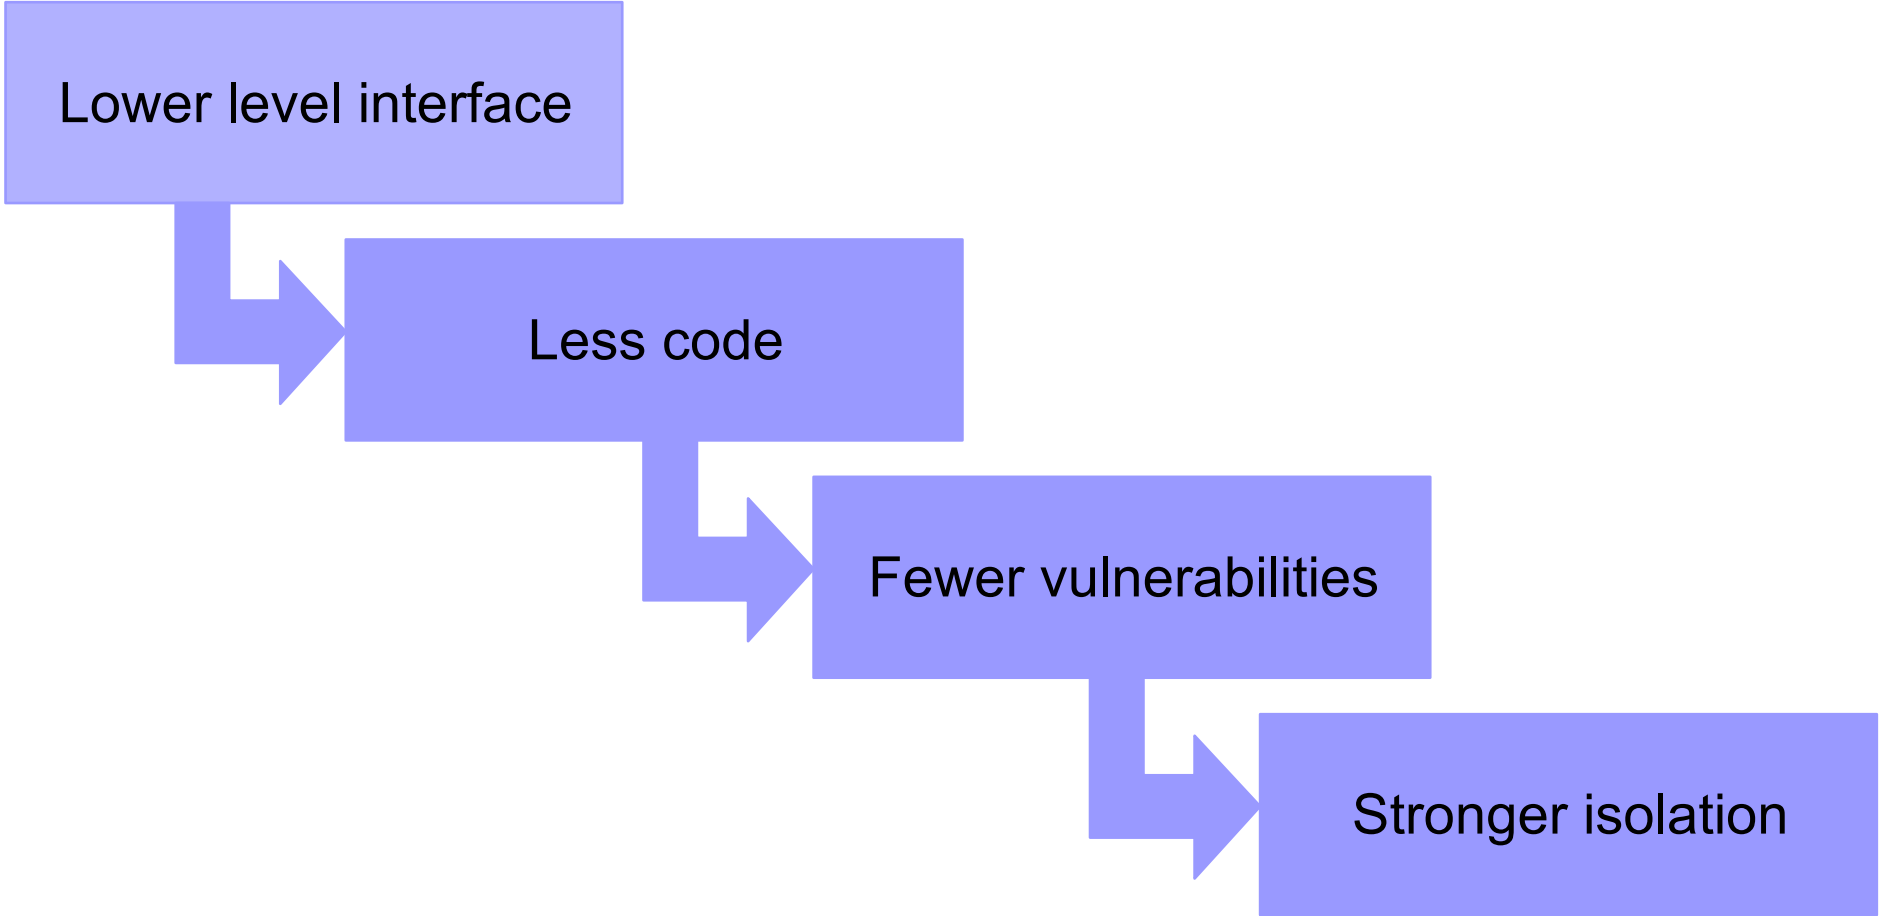 Lower level interface
Less code
Fewer vulnerabilities
Stronger isolation